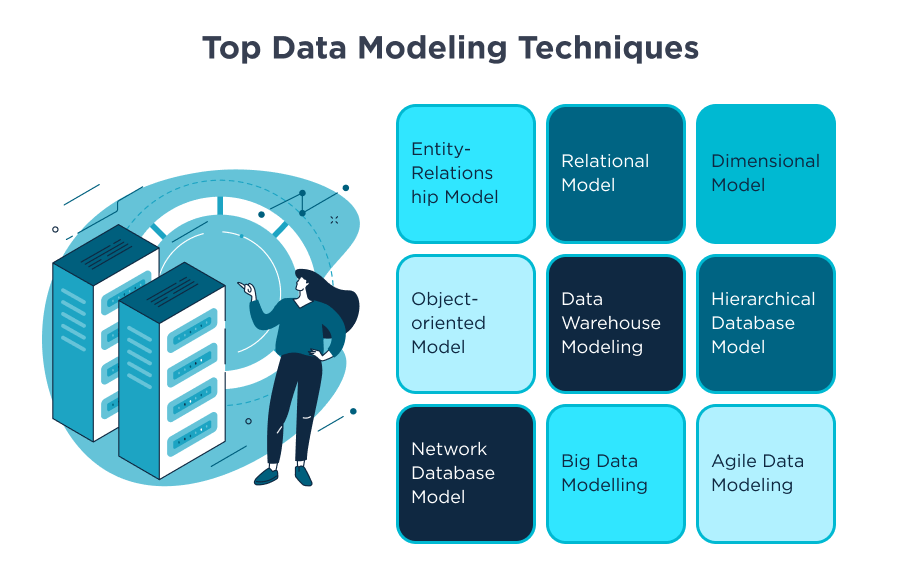 Top Data Modeling Techniques
Entity-
Relations
hip Model
Relational
Model
Dimensional
Model
Object-
oriented
Model
Data
Warehouse
Modeling
Hierarchical
Database
Model
Network
Database
Model
Big Data
Modelling
Agile Data
Modeling